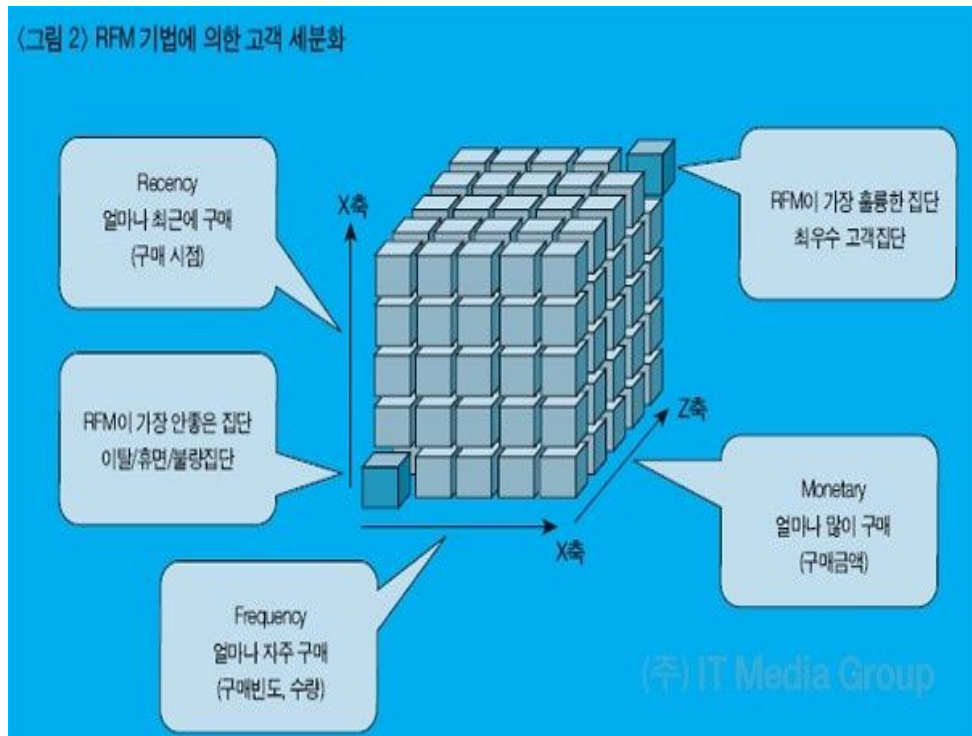 〈그림 2〉 RFM 기법에 의한 고객 세분화
Recency
얼마나 최근에 구매
(구매 시점)
X축
RFM이 가장 훌륭한 집단
최우수 고객집단
RFM이 가장 안좋은 집단
이탈/휴면/불량집단
Z축
Monetary
얼마나 많이 구매
(구매금액)
X축
Frequency
얼마나 자주 구매
(구매빈도, 수량)
(주) IT Media Group